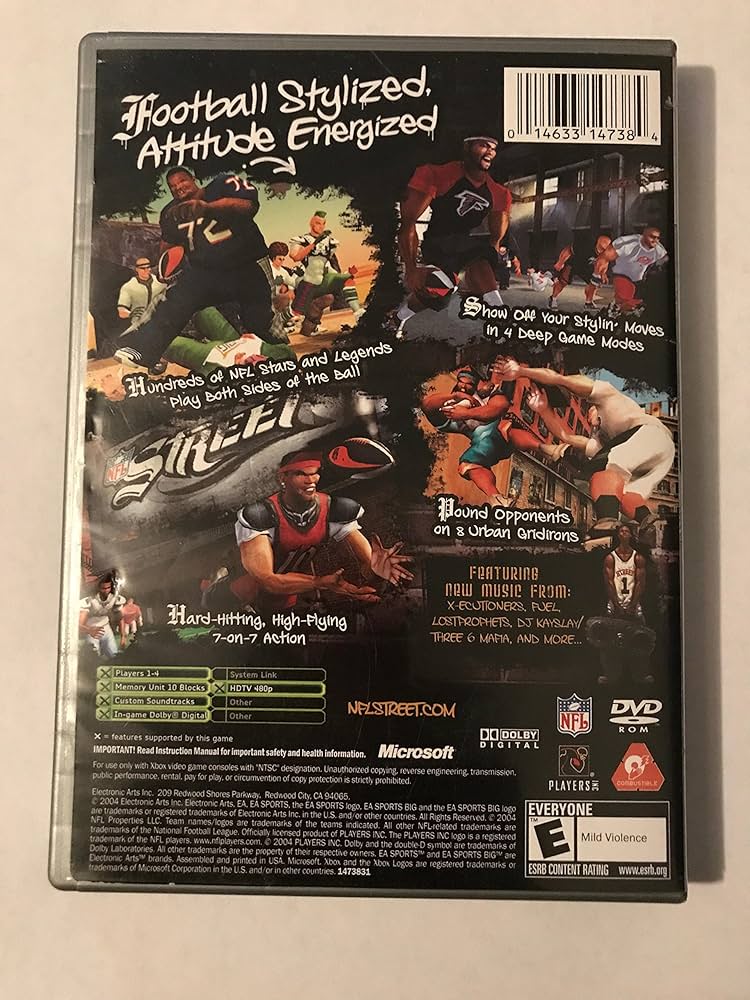 Football Stylized,
Attitude Energized
0 14633 14738 4
72
72
Hundreds of NFL Stars and Legends
Play Both Sides of the Ball
Show Off Your Stylin' Moves
in 4 Deep Game Modes
NFL
STREET
Pound Opponents
on 8 Urban Gridirons
Hard-Hitting, High-Flying
7-on-7 Action
FEATURING
NEW MUSIC FROM:
X-ECUTIONERS, FUEL,
LOSTPROPHETS, DJ KAYSLAY/
THREE 6 MAFIA, AND MORE...
1
X Players 1-4
X Memory Unit 10 Blocks
X Custom Soundtracks
X In-game Dolby® Digital
System Link
X HDTV 480p
Other
Other
X = features supported by this game
NFLSTREET.COM
DOLBY
DIGITAL
NFL
DVD
ROM
PLAYERS INC
COMBUSTIBLE
IMPORTANT! Read Instruction Manual for important safety and health information.
Microsoft
For use only with Xbox video game consoles with "NTSC" designation. Unauthorized copying, reverse engineering, transmission,
public performance, rental, pay for play, or circumvention of copy protection is strictly prohibited.
Electronic Arts Inc. 209 Redwood Shores Parkway, Redwood City, CA 94065.
© 2004 Electronic Arts Inc. Electronic Arts, EA, EA SPORTS, the EA SPORTS logo, EA SPORTS BIG and the EA SPORTS BIG logo
are trademarks or registered trademarks of Electronic Arts Inc. in the U.S. and/or other countries. All Rights Reserved. © 2004
NFL Properties LLC. Team names/logos are trademarks of the teams indicated. All other NFL-related trademarks are
trademarks of the National Football League. Officially licensed product of PLAYERS INC. The PLAYERS INC logo is a
trademark of the NFL players. www.nflplayers.com. © 2004 PLAYERS INC. Dolby and the double-D symbol are trademarks of
Dolby Laboratories. All other trademarks are the property of their respective owners. EA SPORTS™ and EA SPORTS BIG™ are
Electronic Arts™ brands. Assembled and printed in USA. Microsoft, Xbox and the Xbox Logos are registered trademarks or
trademarks of Microsoft Corporation in the U.S. and/or in other countries. 1473831
EVERYONE
E
Mild Violence
ESRB CONTENT RATING www.esrb.org